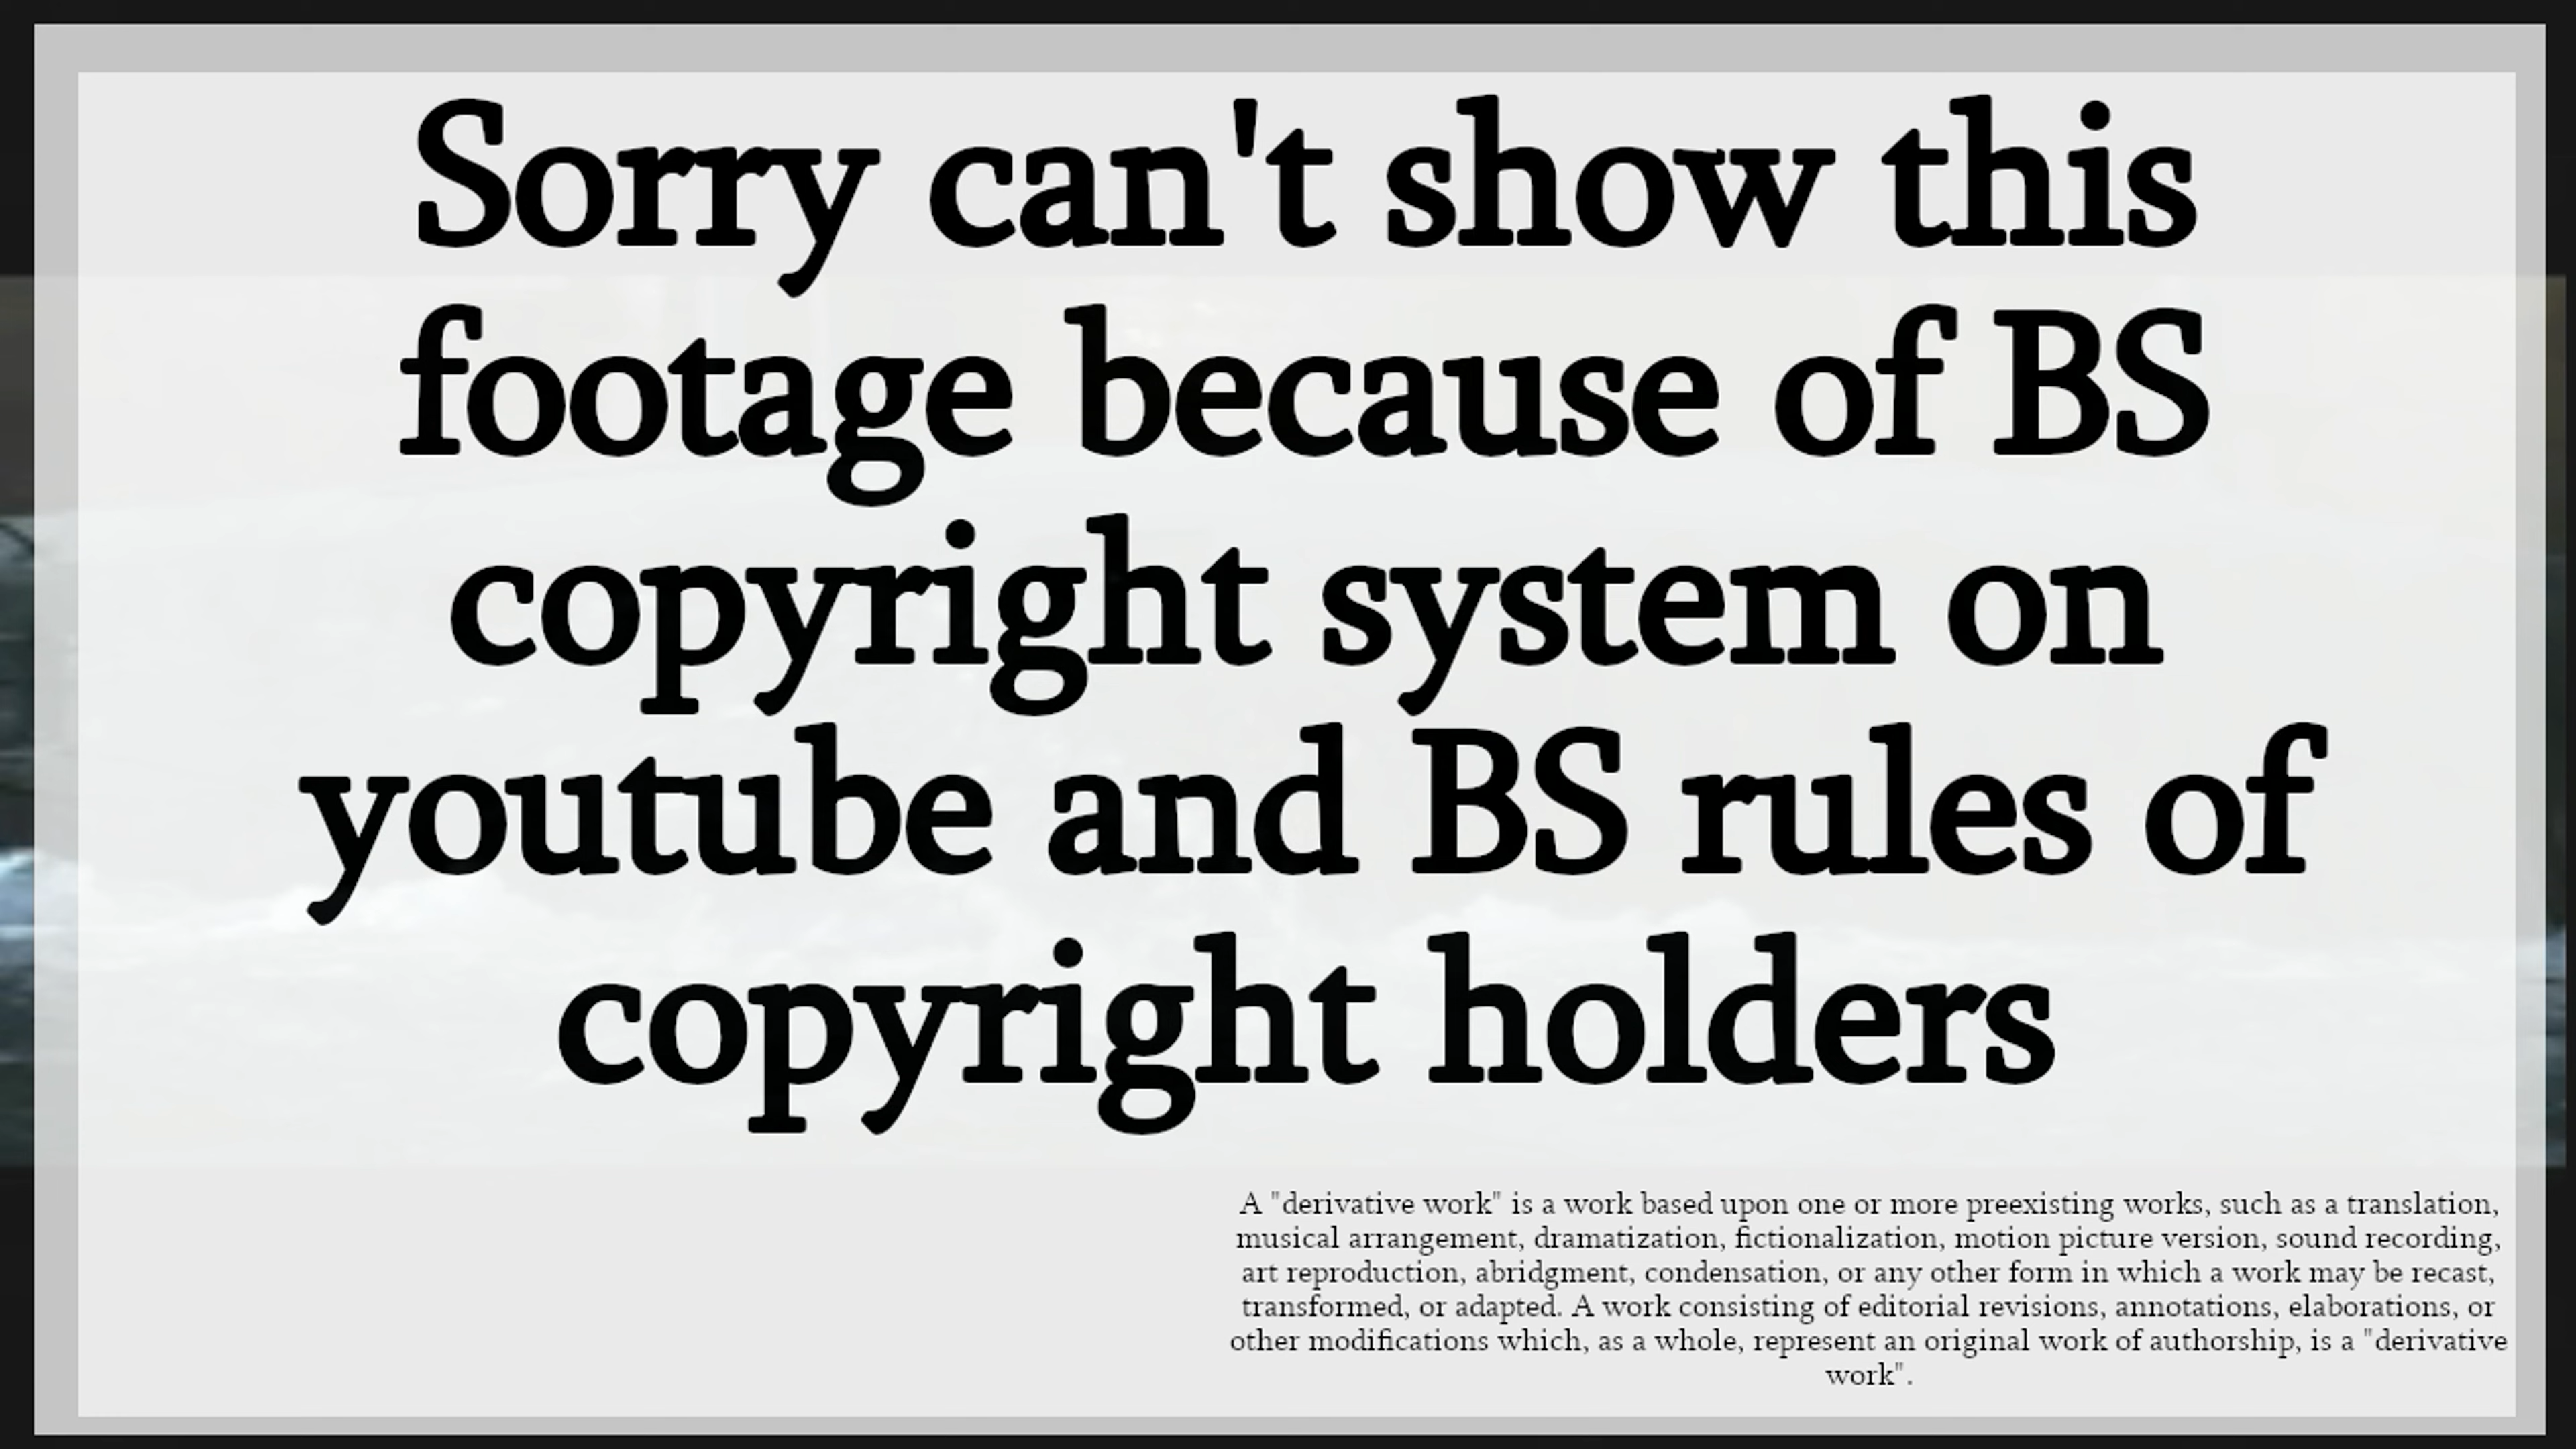 Sorry can't show this
footage because of BS
copyright system on
youtube and BS rules of
copyright holders
A "derivative work" is a work based upon one or more preexisting works, such as a translation,
musical arrangement, dramatization, fictionalization, motion picture version, sound recording,
art reproduction, abridgment, condensation, or any other form in which a work may be recast,
transformed, or adapted. A work consisting of editorial revisions, annotations, elaborations, or
other modifications which, as a whole, represent an original work of authorship, is a "derivative
work".